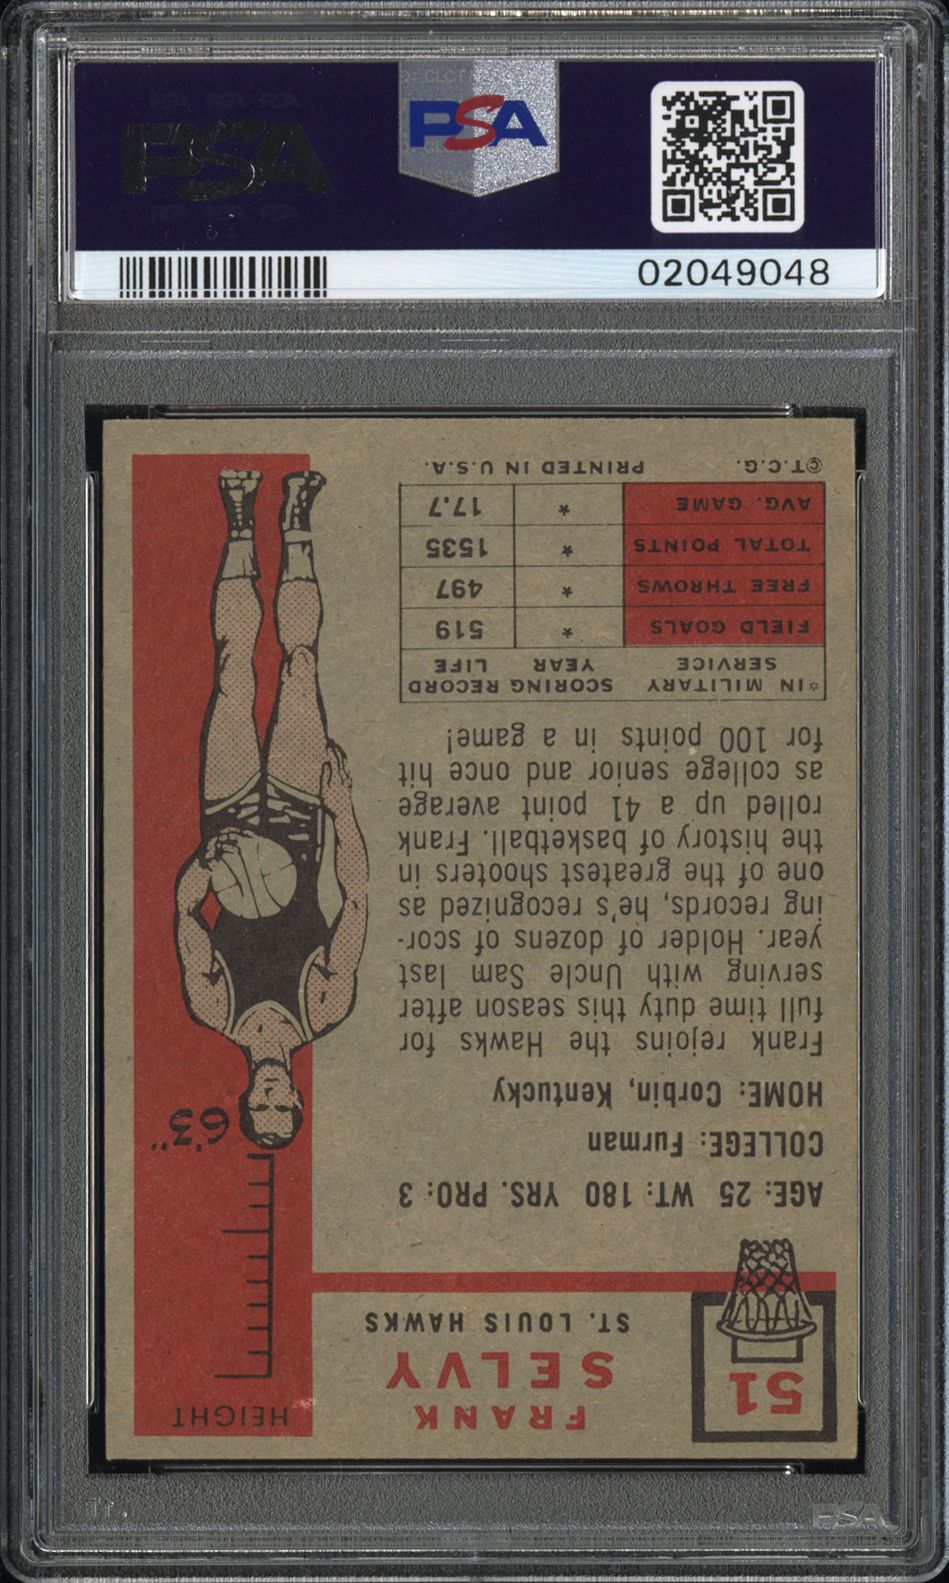 PSA
PSA
02049048
51
FRANK
SELVY
ST. LOUIS HAWKS
HEIGHT
6'3"
AGE: 25 WT: 180 YRS. PRO: 3
COLLEGE: Furman
HOME: Corbin, Kentucky
Frank rejoins the Hawks for
full time duty this season after
serving with Uncle Sam last
year. Holder of dozens of scor-
ing records, he's recognized as
one of the greatest shooters in
the history of basketball. Frank
rolled up a 41 point average
as college senior and once hit
for 100 points in a game!
*IN MILITARY SERVICE SCORING RECORD
YEAR LIFE
FIELD GOALS * 519
FREE THROWS * 497
TOTAL POINTS * 1535
AVG. GAME * 17.7
©T.C.G. PRINTED IN U.S.A.
PSA